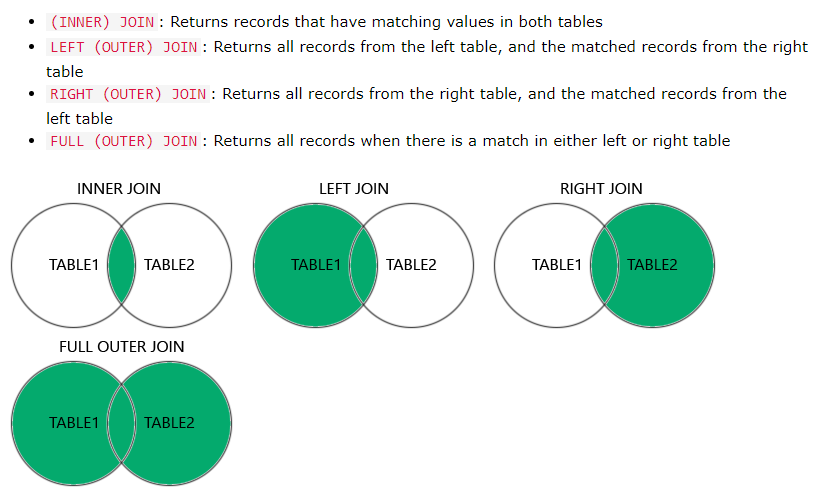 (INNER) JOIN: Returns records that have matching values in both tables
LEFT (OUTER) JOIN: Returns all records from the left table, and the matched records from the right
table
RIGHT (OUTER) JOIN: Returns all records from the right table, and the matched records from the
left table
FULL (OUTER) JOIN: Returns all records when there is a match in either left or right table
INNER JOIN
TABLE1
TABLE2
LEFT JOIN
TABLE1
TABLE2
RIGHT JOIN
TABLE1
TABLE2
FULL OUTER JOIN
TABLE1
TABLE2